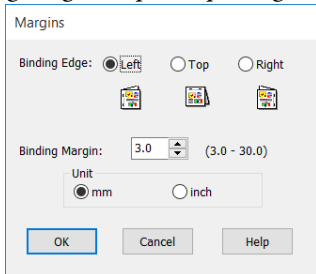 Margins
Binding Edge: Left Top Right
Binding Margin: 3.0 (3.0 - 30.0)
Unit
mm inch
OK Cancel Help